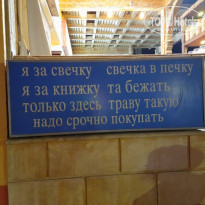 я за свечку свечка в печку
я за книжку та бежать
только здесь траву такую
надо срочно покупать